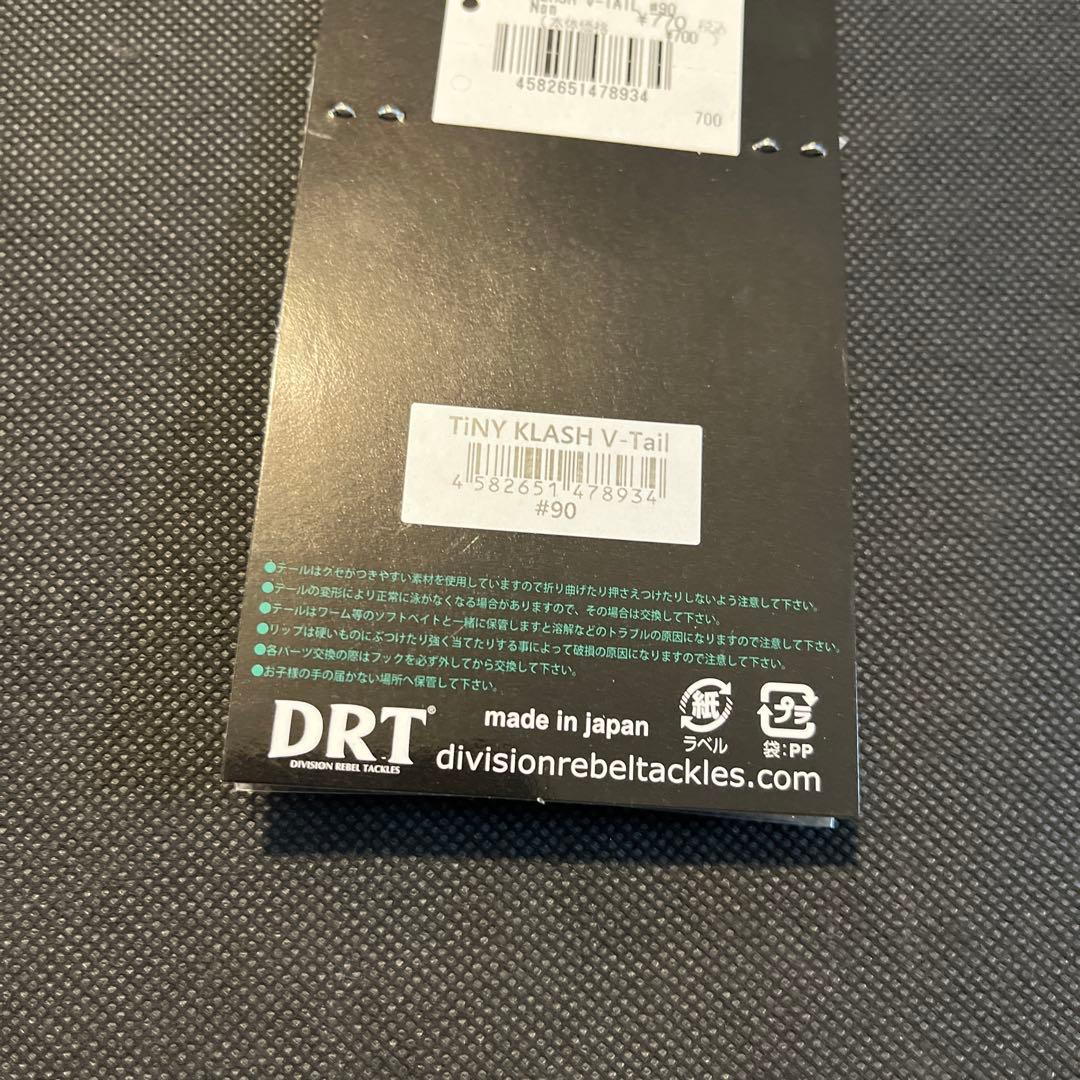 V-TAIL #90
Non ¥770 税込
(本体価格 ¥700 )
4582651478934
700
TiNY KLASH V-Tail
4 582651 478934
#90
●テールはクセがつきやすい素材を使用していますので折り曲げたり押さえつけたりしないよう注意して下さい。
●テールの変形により正常に泳がなくなる場合がありますので、その場合は交換して下さい。
●テールはワーム等のソフトベイトと一緒に保管しますと溶解などのトラブルの原因になりますので注意して下さい。
●リップは硬いものにぶつけたり強く当てたりする事によって破損の原因になりますので注意して下さい。
●各パーツ交換の際はフックを必ず外してから交換して下さい。
●お子様の手の届かない場所へ保管して下さい。
紙
ラベル
プラ
袋:PP
DRT®
DIVISION REBEL TACKLES
made in japan
divisionrebeltackles.com